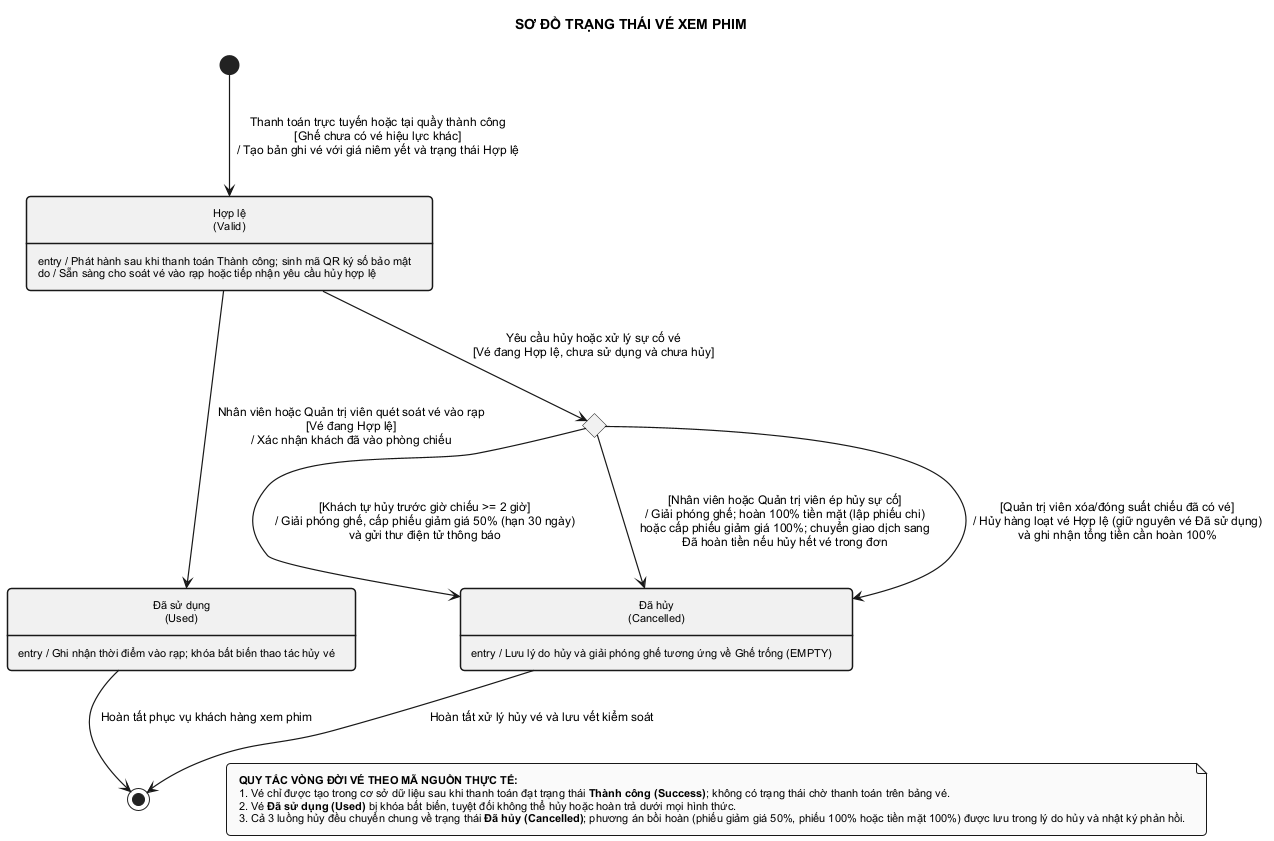 SƠ ĐỒ TRẠNG THÁI VÉ XEM PHIM
Thanh toán trực tuyến hoặc tại quầy thành công
[Ghế chưa có vé hiệu lực khác]
/ Tạo bản ghi vé với giá niêm yết và trạng thái Hợp lệ
Hợp lệ
(Valid)
entry / Phát hành sau khi thanh toán Thành công; sinh mã QR ký số bảo mật
do / Sẵn sàng cho soát vé vào rạp hoặc tiếp nhận yêu cầu hủy hợp lệ
Yêu cầu hủy hoặc xử lý sự cố vé
[Vé đang Hợp lệ, chưa sử dụng và chưa hủy]
Nhân viên hoặc Quản trị viên quét soát vé vào rạp
[Vé đang Hợp lệ]
/ Xác nhận khách đã vào phòng chiếu
[Khách tự hủy trước giờ chiếu >= 2 giờ]
/ Giải phóng ghế, cấp phiếu giảm giá 50% (hạn 30 ngày)
và gửi thư điện tử thông báo
[Nhân viên hoặc Quản trị viên ép hủy sự cố]
/ Giải phóng ghế; hoàn 100% tiền mặt (lập phiếu chi)
hoặc cấp phiếu giảm giá 100%; chuyển giao dịch sang
Đã hoàn tiền nếu hủy hết vé trong đơn
[Quản trị viên xóa/đóng suất chiếu đã có vé]
/ Hủy hàng loạt vé Hợp lệ (giữ nguyên vé Đã sử dụng)
và ghi nhận tổng tiền cần hoàn 100%
Đã sử dụng
(Used)
entry / Ghi nhận thời điểm vào rạp; khóa bất biến thao tác hủy vé
Đã hủy
(Cancelled)
entry / Lưu lý do hủy và giải phóng ghế tương ứng về Ghế trống (EMPTY)
Hoàn tất phục vụ khách hàng xem phim
Hoàn tất xử lý hủy vé và lưu vết kiểm soát
QUY TẮC VÒNG ĐỜI VÉ THEO MÃ NGUỒN THỰC TẾ:
1. Vé chỉ được tạo trong cơ sở dữ liệu sau khi thanh toán đạt trạng thái Thành công (Success); không có trạng thái chờ thanh toán trên bảng vé.
2. Vé Đã sử dụng (Used) bị khóa bất biến, tuyệt đối không thể hủy hoặc hoàn trả dưới mọi hình thức.
3. Cả 3 luồng hủy đều chuyển chung về trạng thái Đã hủy (Cancelled); phương án bồi hoàn (phiếu giảm giá 50%, phiếu 100% hoặc tiền mặt 100%) được lưu trong lý do hủy và nhật ký phản hồi.